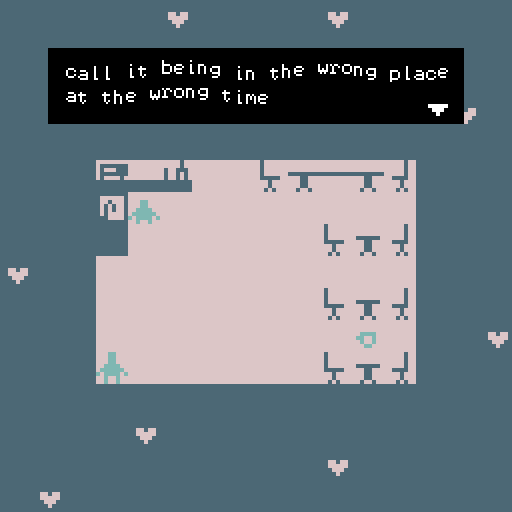 call it being in the wrong place
at the wrong time